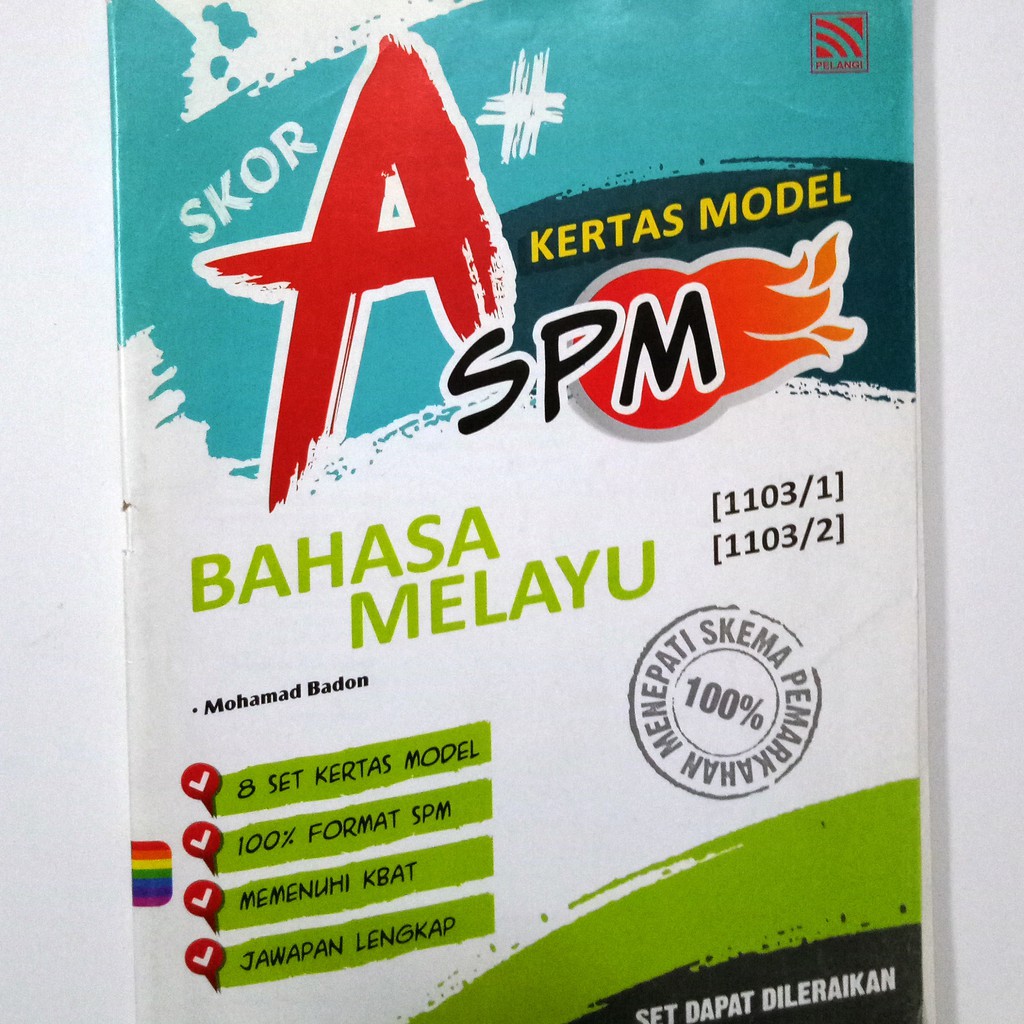 PELANGI
SKOR
A#
KERTAS MODEL
SPM
[1103/1]
[1103/2]
BAHASA
MELAYU
• Mohamad Badon
MENEPATI SKEMA PEMARKAHAN
100%
8 SET KERTAS MODEL
100% FORMAT SPM
MEMENUHI KBAT
JAWAPAN LENGKAP
SET DAPAT DILERAIKAN